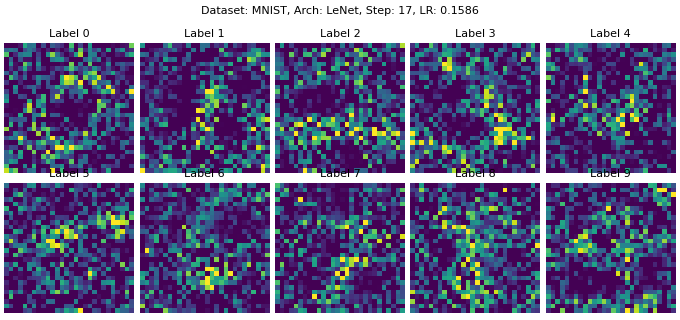 Dataset: MNIST, Arch: LeNet, Step: 17, LR: 0.1586
Label 0 Label 1 Label 2 Label 3 Label 4
Label 5 Label 6 Label 7 Label 8 Label 9